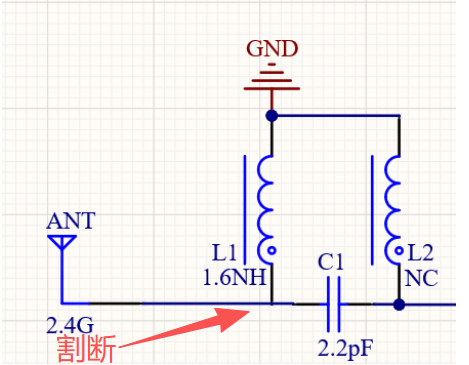 GND
ANT
L1
1.6NH
C1
L2
NC
2.4G
割断
2.2pF